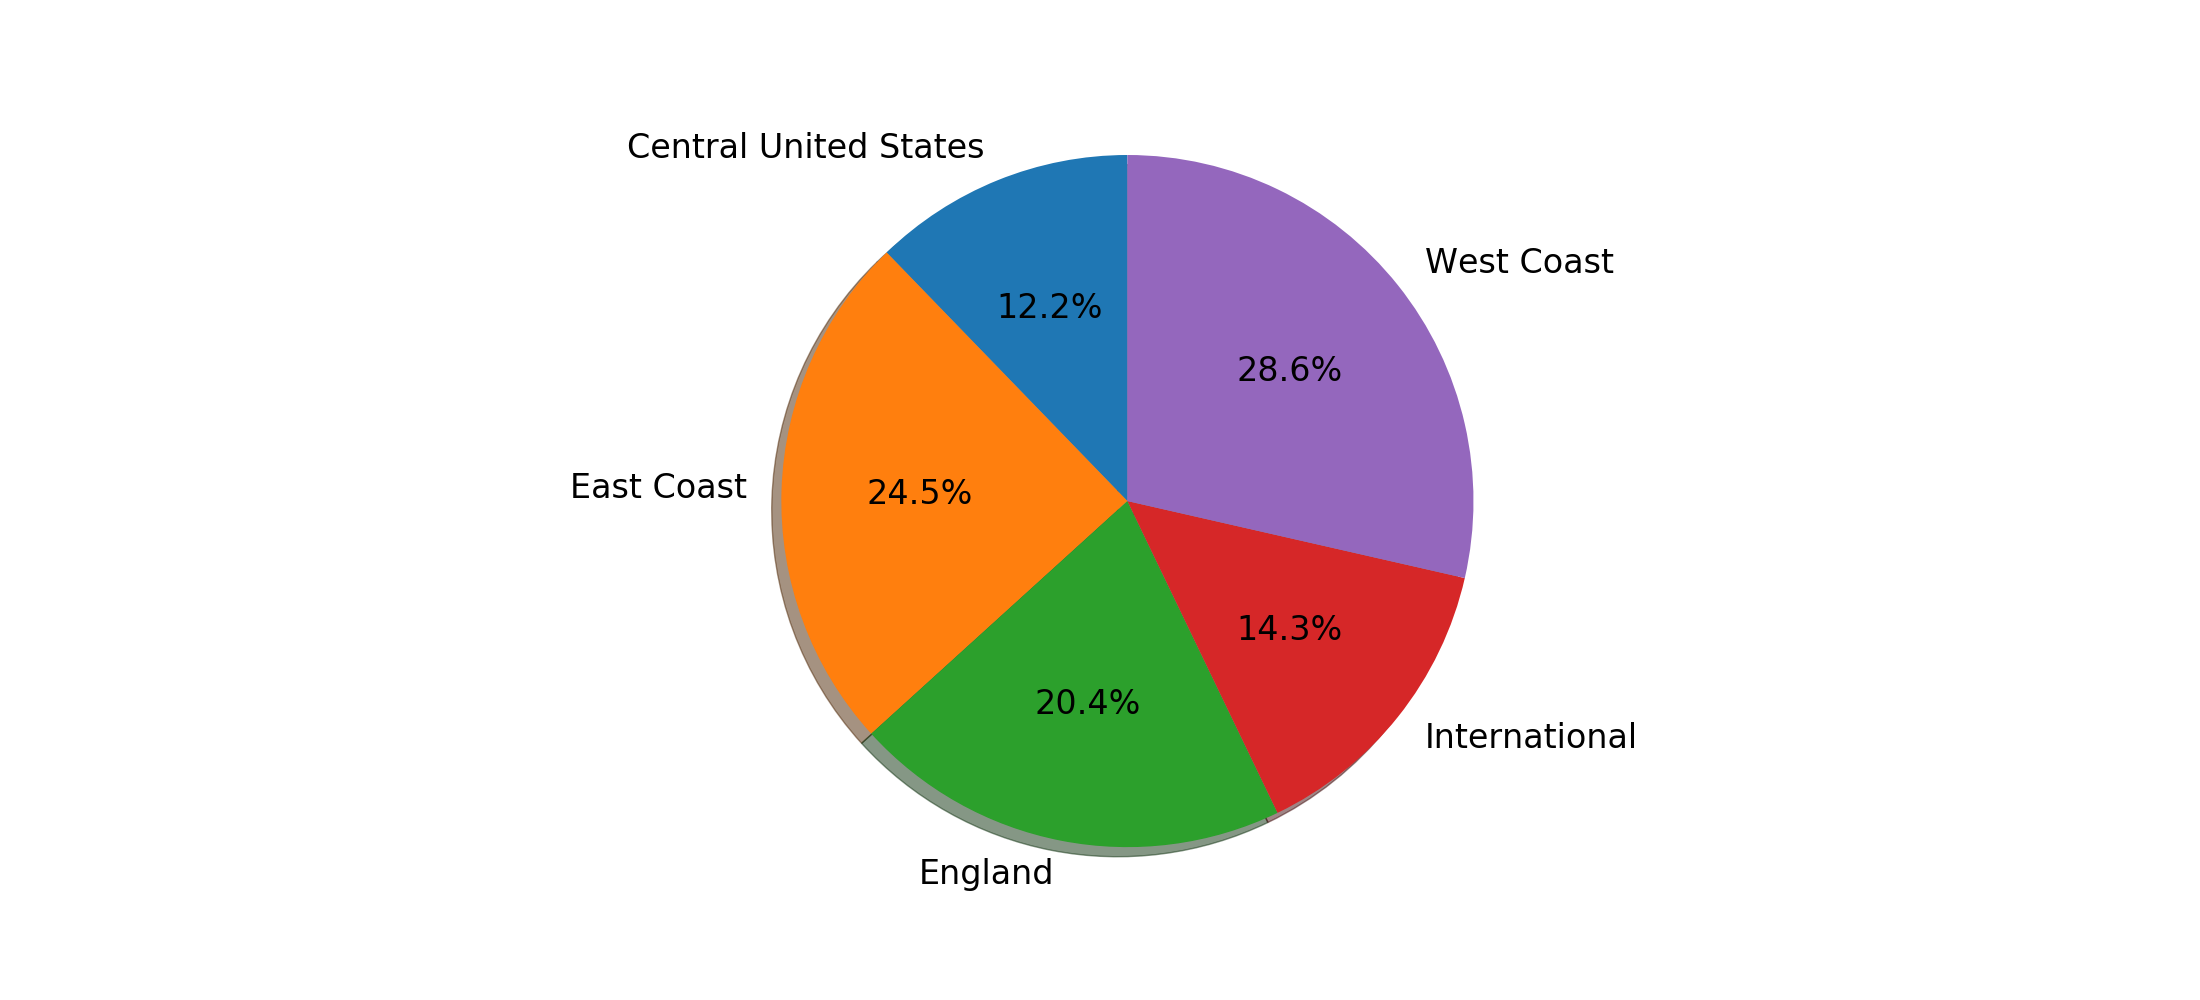 Central United States
West Coast
12.2%
28.6%
East Coast
24.5%
14.3%
20.4%
International
England